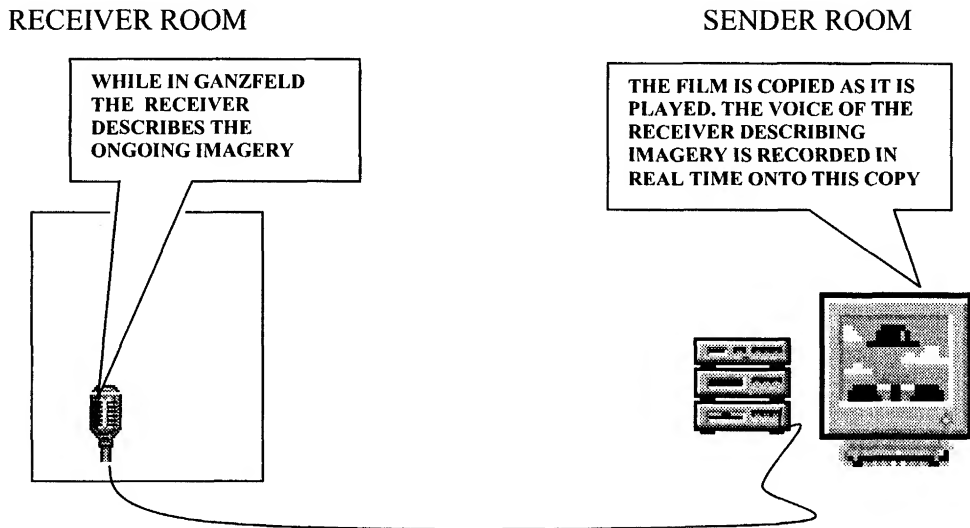 RECEIVER ROOM
SENDER ROOM
WHILE IN GANZFELD
THE RECEIVER
DESCRIBES THE
ONGOING IMAGERY
THE FILM IS COPIED AS IT IS
PLAYED. THE VOICE OF THE
RECEIVER DESCRIBING
IMAGERY IS RECORDED IN
REAL TIME ONTO THIS COPY